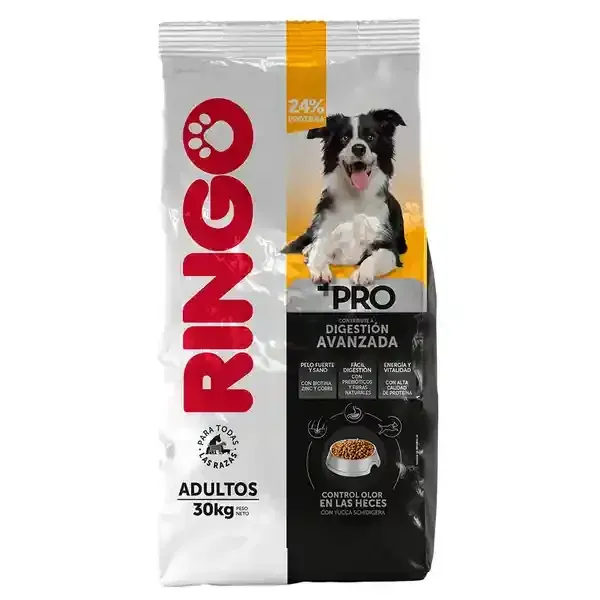 24%
PROTEÍNA
RINGO
+PRO
CONTRIBUYE A
DIGESTIÓN
AVANZADA
PELO FUERTE
Y SANO
CON BIOTINA,
ZINC Y COBRE
FÁCIL
DIGESTIÓN
CON
PREBIÓTICOS
Y FIBRAS
NATURALES
ENERGÍA Y
VITALIDAD
CON ALTA
CALIDAD
DE PROTEÍNA
PARA TODAS
LAS RAZAS
CONTROL OLOR
EN LAS HECES
CON YUCCA SCHIDIGERA
ADULTOS
30kg PESO
NETO